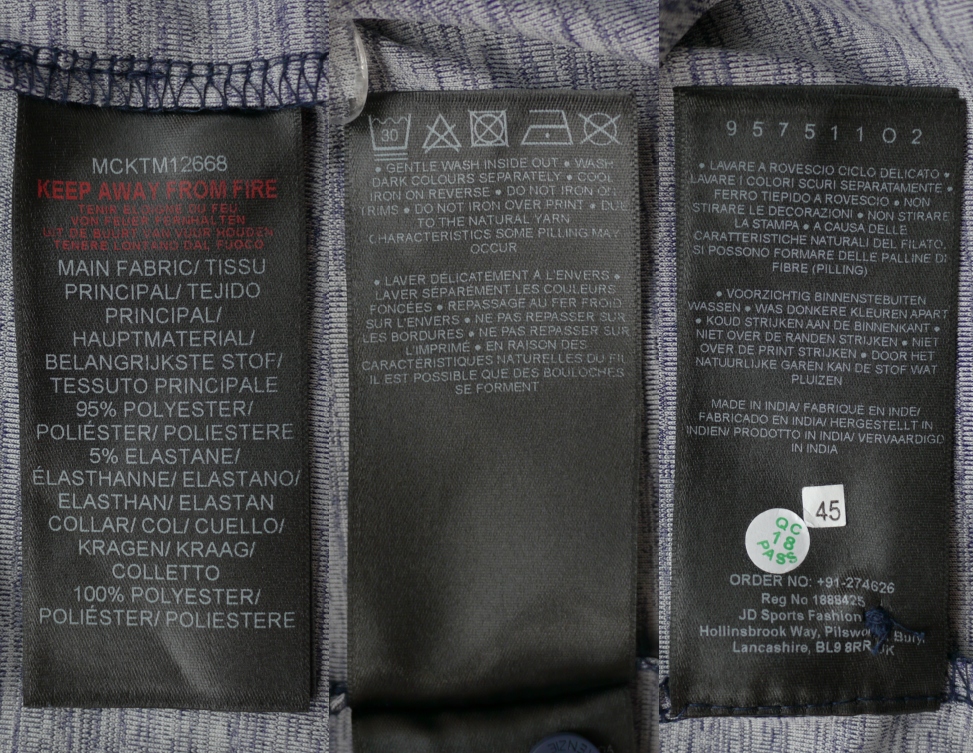 MCKTM12668
KEEP AWAY FROM FIRE
TENIR ÉLOIGNÉ DU FEU
VON FEUER FERNHALTEN
UIT DE BUURT VAN VUUR HOUDEN
TENERE LONTANO DAL FUOCO
MAIN FABRIC/ TISSU
PRINCIPAL/ TEJIDO
PRINCIPAL/
HAUPTMATERIAL/
BELANGRIJKSTE STOF/
TESSUTO PRINCIPALE
95% POLYESTER/
POLIÉSTER/ POLIESTERE
5% ELASTANE/
ÉLASTHANNE/ ELASTANO/
ELASTHAN/ ELASTAN
COLLAR/ COL/ CUELLO/
KRAGEN/ KRAAG/
COLLETTO
100% POLYESTER/
POLIÉSTER/ POLIESTERE
30
• GENTLE WASH INSIDE OUT • WASH
DARK COLOURS SEPARATELY • COOL
IRON ON REVERSE • DO NOT IRON ON
TRIMS • DO NOT IRON OVER PRINT • DUE
TO THE NATURAL YARN
CHARACTERISTICS SOME PILLING MAY
OCCUR
• LAVER DÉLICATEMENT À L'ENVERS •
LAVER SÉPARÉMENT LES COULEURS
FONCÉES • REPASSAGE AU FER FROID
SUR L'ENVERS • NE PAS REPASSER SUR
LES BORDURES • NE PAS REPASSER SUR
L'IMPRIMÉ • EN RAISON DES
CARACTÉRISTIQUES NATURELLES DU FIL
IL EST POSSIBLE QUE DES BOULOCHES
SE FORMENT
95751102
• LAVARE A ROVESCIO CICLO DELICATO •
LAVARE I COLORI SCURI SEPARATAMENTE •
FERRO TIEPIDO A ROVESCIO • NON
STIRARE LE DECORAZIONI • NON STIRARE
LA STAMPA • A CAUSA DELLE
CARATTERISTICHE NATURALI DEL FILATO,
SI POSSONO FORMARE DELLE PALLINE DI
FIBRE (PILLING)
• VOORZICHTIG BINNENSTEBUITEN
WASSEN • WAS DONKERE KLEUREN APART
• KOUD STRIJKEN AAN DE BINNENKANT •
NIET OVER DE RANDEN STRIJKEN • NIET
OVER DE PRINT STRIJKEN • DOOR HET
NATUURLIJKE GAREN KAN DE STOF WAT
PLUIZEN
MADE IN INDIA/ FABRIQUÉ EN INDE/
FABRICADO EN INDIA/ HERGESTELLT IN
INDIEN/ PRODOTTO IN INDIA/ VERVAARDIGD
IN INDIA
45
QC
18
PASS
ORDER NO: +91-274626
Reg No 1888425
JD Sports Fashion
Hollinsbrook Way, Pilsworth, Bury,
Lancashire, BL9 8RR UK